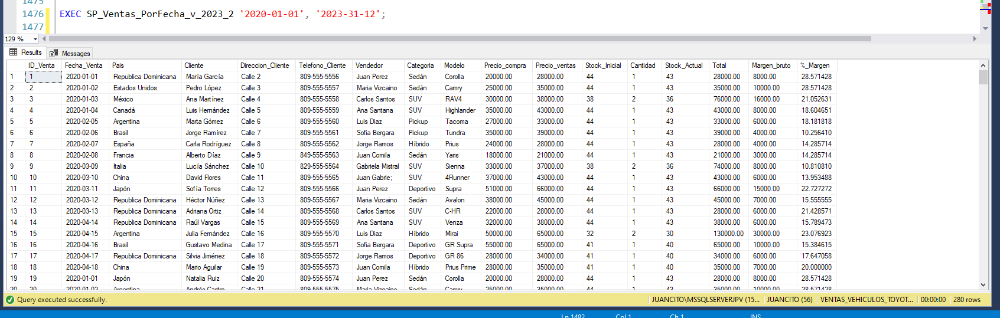 1475
1476 EXEC SP_Ventas_PorFecha_v_2023_2 '2020-01-01', '2023-31-12';
1477
129 %
Results Messages
ID_Venta Fecha_Venta Pais Cliente Direccion_Cliente Telefono_Cliente Vendedor Categoria Modelo Precio_compra Precio_ventas Stock_Inicial Cantidad Stock_Actual Total Margen_bruto %_Margen
1 1 2020-01-01 Republica Dominicana María García Calle 2 809-555-5556 Juan Perez Sedán Corolla 20000.00 28000.00 44 1 43 28000.00 8000.00 28.571428
2 2 2020-01-02 Estados Unidos Pedro López Calle 3 809-555-5557 Maria Vizcaino Sedán Camry 25000.00 35000.00 44 1 43 35000.00 10000.00 28.571428
3 3 2020-01-03 México Ana Martínez Calle 4 809-555-5558 Carlos Santos SUV RAV4 30000.00 38000.00 38 2 36 76000.00 16000.00 21.052631
4 4 2020-01-04 Canadá Luis Hernández Calle 5 809-555-5559 Ana Santana SUV Highlander 35000.00 43000.00 44 1 43 43000.00 8000.00 18.604651
5 5 2020-02-05 Argentina Marta Gómez Calle 6 809-555-5560 Luis Diaz Pickup Tacoma 27000.00 33000.00 44 1 43 33000.00 6000.00 18.181818
6 6 2020-02-06 Brasil Jorge Ramírez Calle 7 809-555-5561 Sofia Bergara Pickup Tundra 35000.00 39000.00 44 1 43 39000.00 4000.00 10.256410
7 7 2020-02-07 España Carla Rodríguez Calle 8 809-555-5562 Jorge Ramos Híbrido Prius 24000.00 28000.00 44 1 43 28000.00 4000.00 14.285714
8 8 2020-02-08 Francia Alberto Díaz Calle 9 849-555-5563 Juan Comila Sedán Yaris 18000.00 21000.00 44 1 43 21000.00 3000.00 14.285714
9 9 2020-03-09 Italia Lucía Sánchez Calle 10 829-555-5564 Gabriela Mistral SUV Sienna 33000.00 37000.00 38 2 36 74000.00 8000.00 10.810810
10 10 2020-03-10 China David Flores Calle 11 809-555-5565 Juan Gabrie; SUV 4Runner 37000.00 43000.00 44 1 43 43000.00 6000.00 13.953488
11 11 2020-03-11 Japón Sofía Torres Calle 12 809-555-5566 Juan Perez Deportivo Supra 51000.00 66000.00 44 1 43 66000.00 15000.00 22.727272
12 12 2020-03-12 Republica Dominicana Héctor Núñez Calle 13 809-555-5567 Maria Vizcaino Sedán Avalon 38000.00 45000.00 44 1 43 45000.00 7000.00 15.555555
13 13 2020-03-13 Republica Dominicana Adriana Ortiz Calle 14 809-555-5568 Carlos Santos SUV C-HR 22000.00 28000.00 44 1 43 28000.00 6000.00 21.428571
14 14 2020-04-14 Republica Dominicana Raúl Vargas Calle 15 809-555-5569 Ana Santana SUV Venza 32000.00 38000.00 44 1 43 38000.00 6000.00 15.789473
15 15 2020-04-15 Argentina Julia Fernández Calle 16 809-555-5570 Luis Diaz Híbrido Mirai 50000.00 65000.00 32 2 30 130000.00 30000.00 23.076923
16 16 2020-04-16 Brasil Gustavo Medina Calle 17 809-555-5571 Sofia Bergara Deportivo GR Supra 55000.00 65000.00 41 1 40 65000.00 10000.00 15.384615
17 17 2020-04-17 Republica Dominicana Silvia Jiménez Calle 18 809-555-5572 Jorge Ramos Deportivo GR 86 28000.00 34000.00 41 1 40 34000.00 6000.00 17.647058
18 18 2020-04-18 China Mario Aguilar Calle 19 809-555-5573 Juan Comila Híbrido Prius Prime 28000.00 35000.00 41 1 40 35000.00 7000.00 20.000000
19 19 2020-01-01 Japón Natalia Ruiz Calle 20 809-555-5574 Juan Perez Sedán Corolla 20000.00 28000.00 44 1 43 28000.00 8000.00 28.571428
20 20 2020-01-02 Argentina Andrés Castro Calle 21 809-555-5575 Maria Vizcaino Sedán Camry 25000.00 35000.00 44 1 43 35000.00 10000.00 28.571428
Query executed successfully. JUANCITO\MSSQLSERVERJPV (15... JUANCITO (56) VENTAS_VEHICULOS_TOYOT... 00:00:00 280 rows
Ln 1482 Col 1 Ch 1 INS